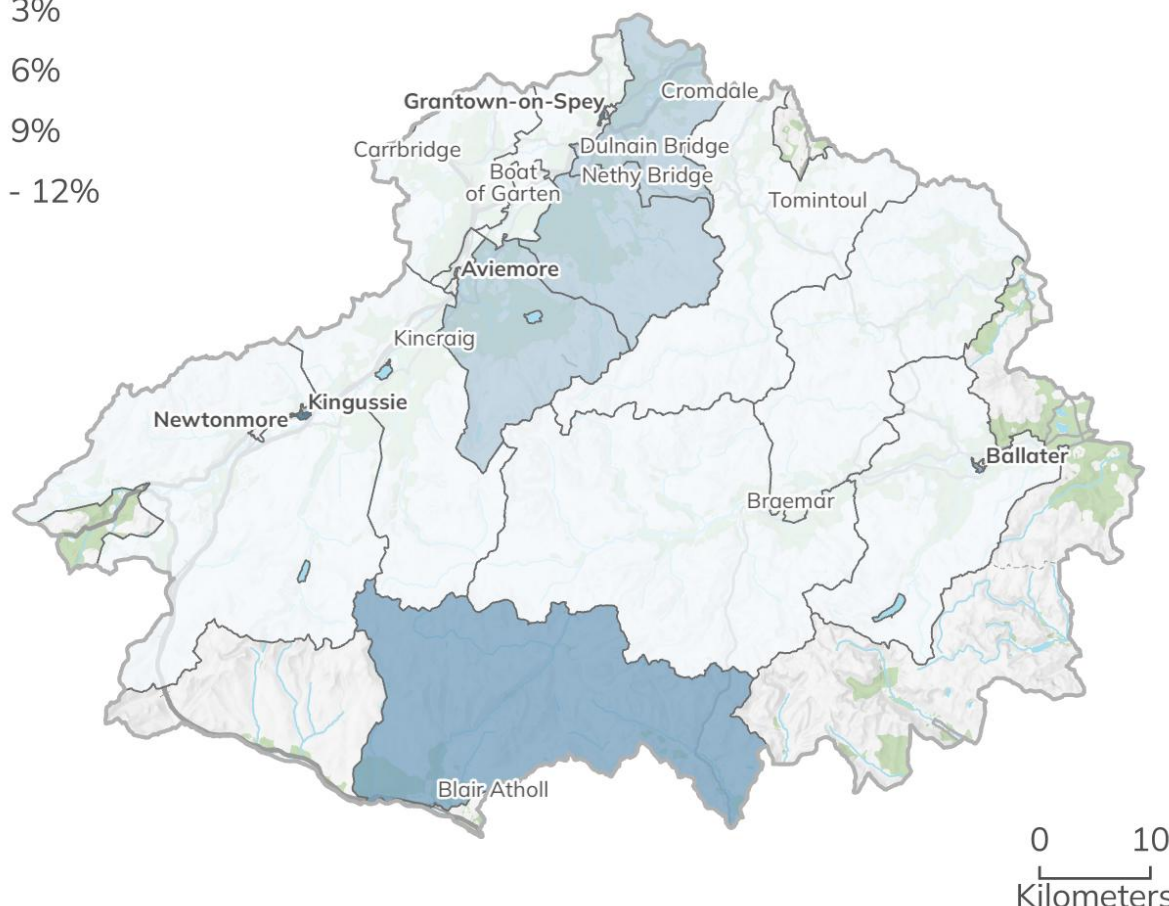 3%
6%
9%
- 12%
Cromdale
Grantown-on-Spey
Carrbridge
Dulnain Bridge
Boat
of Garten
Nethy Bridge
Tomintoul
Aviemore
Kincraig
Kingussie
Newtonmore
Ballater
Braemar
Blair Atholl
0 10
Kilometers